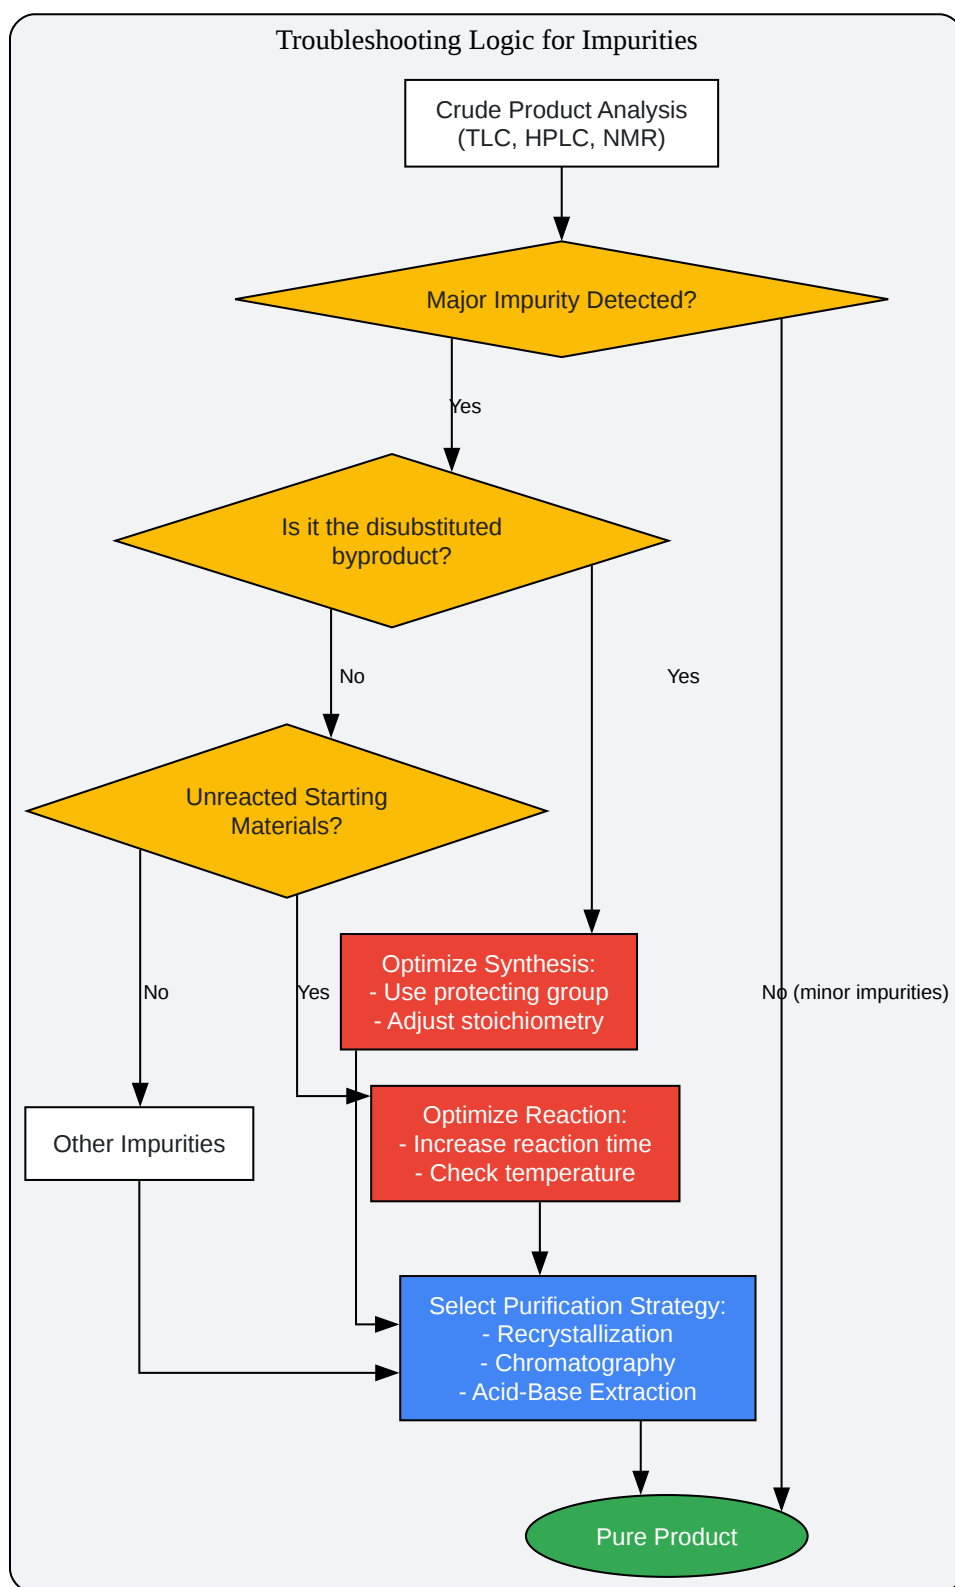 Troubleshooting Logic for Impurities
Crude Product Analysis
(TLC, HPLC, NMR)
Major Impurity Detected?
Yes
Is it the disubstituted
byproduct?
No
Yes
Unreacted Starting
Materials?
Optimize Synthesis:
- Use protecting group
- Adjust stoichiometry
No
Yes
No (minor impurities)
Optimize Reaction:
- Increase reaction time
- Check temperature
Other Impurities
Select Purification Strategy:
- Recrystallization
- Chromatography
- Acid-Base Extraction
Pure Product